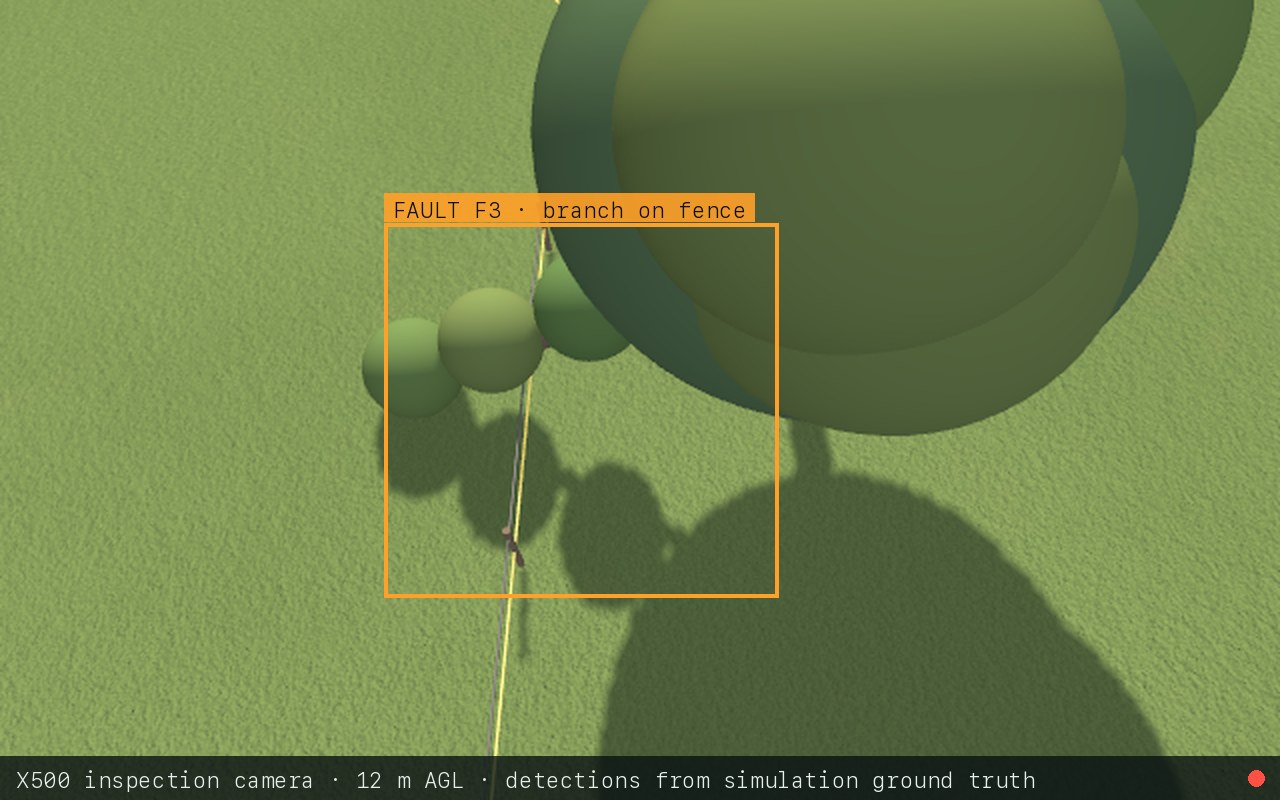 FAULT F3 · branch on fence
X500 inspection camera · 12 m AGL · detections from simulation ground truth